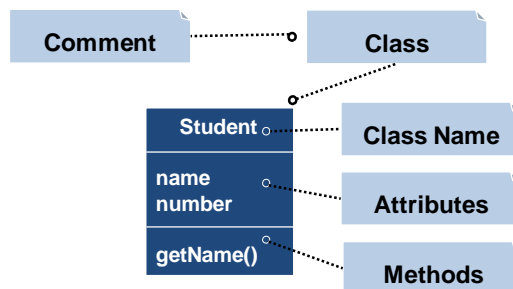 Comment
Class
Student
Class Name
name
number
Attributes
getName()
Methods